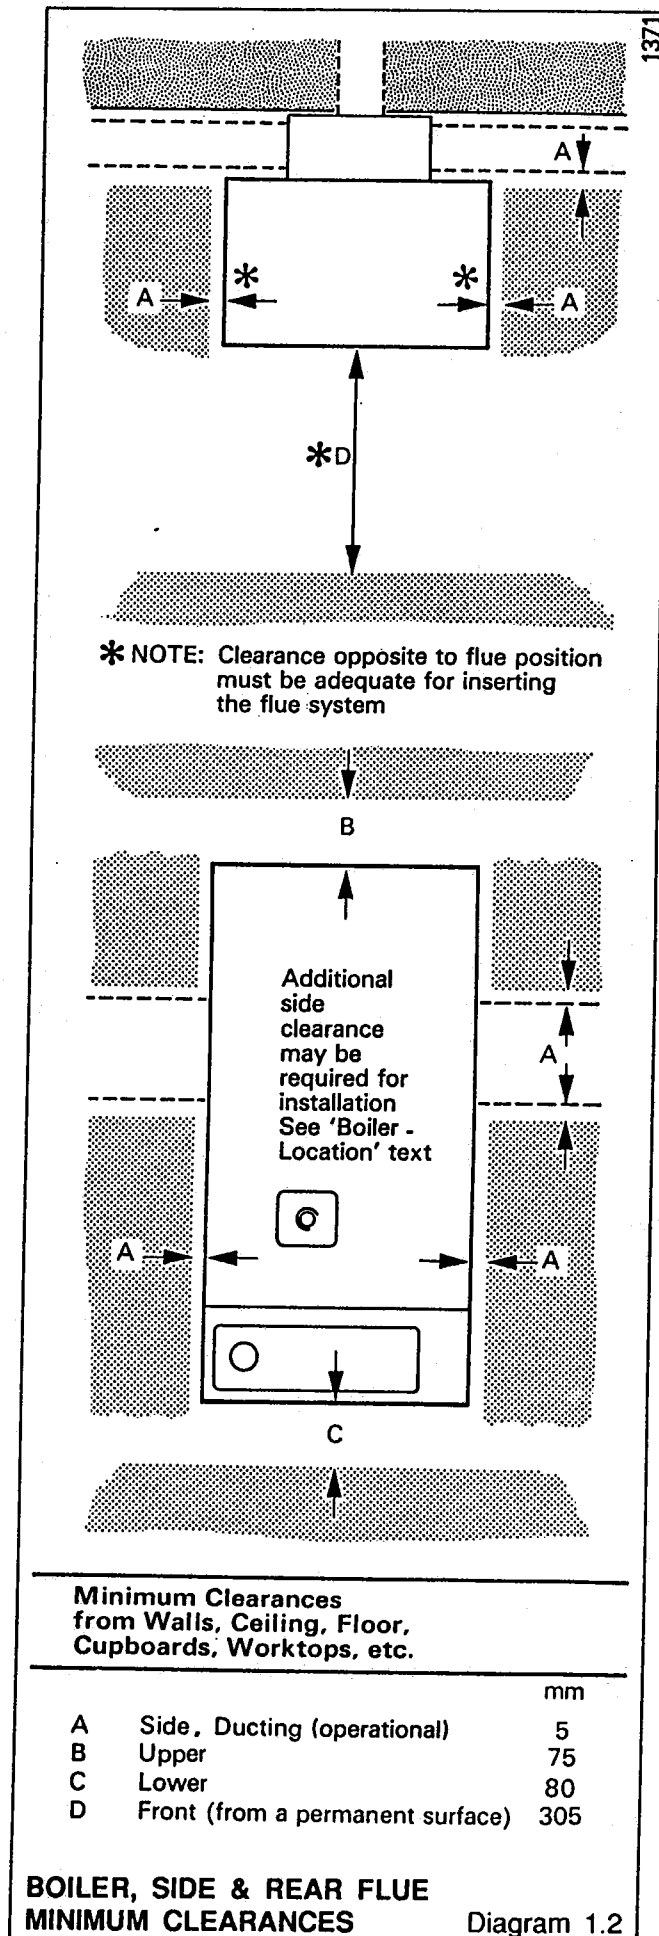 1371
A
A
A
*
*
*D
* NOTE: Clearance opposite to flue position
must be adequate for inserting
the flue system
B
Additional
side
clearance
may be
required for
installation
See 'Boiler -
Location' text
A
A
A
C
Minimum Clearances
from Walls, Ceiling, Floor,
Cupboards, Worktops, etc.
mm
A Side, Ducting (operational) 5
B Upper 75
C Lower 80
D Front (from a permanent surface) 305
BOILER, SIDE & REAR FLUE
MINIMUM CLEARANCES Diagram 1.2